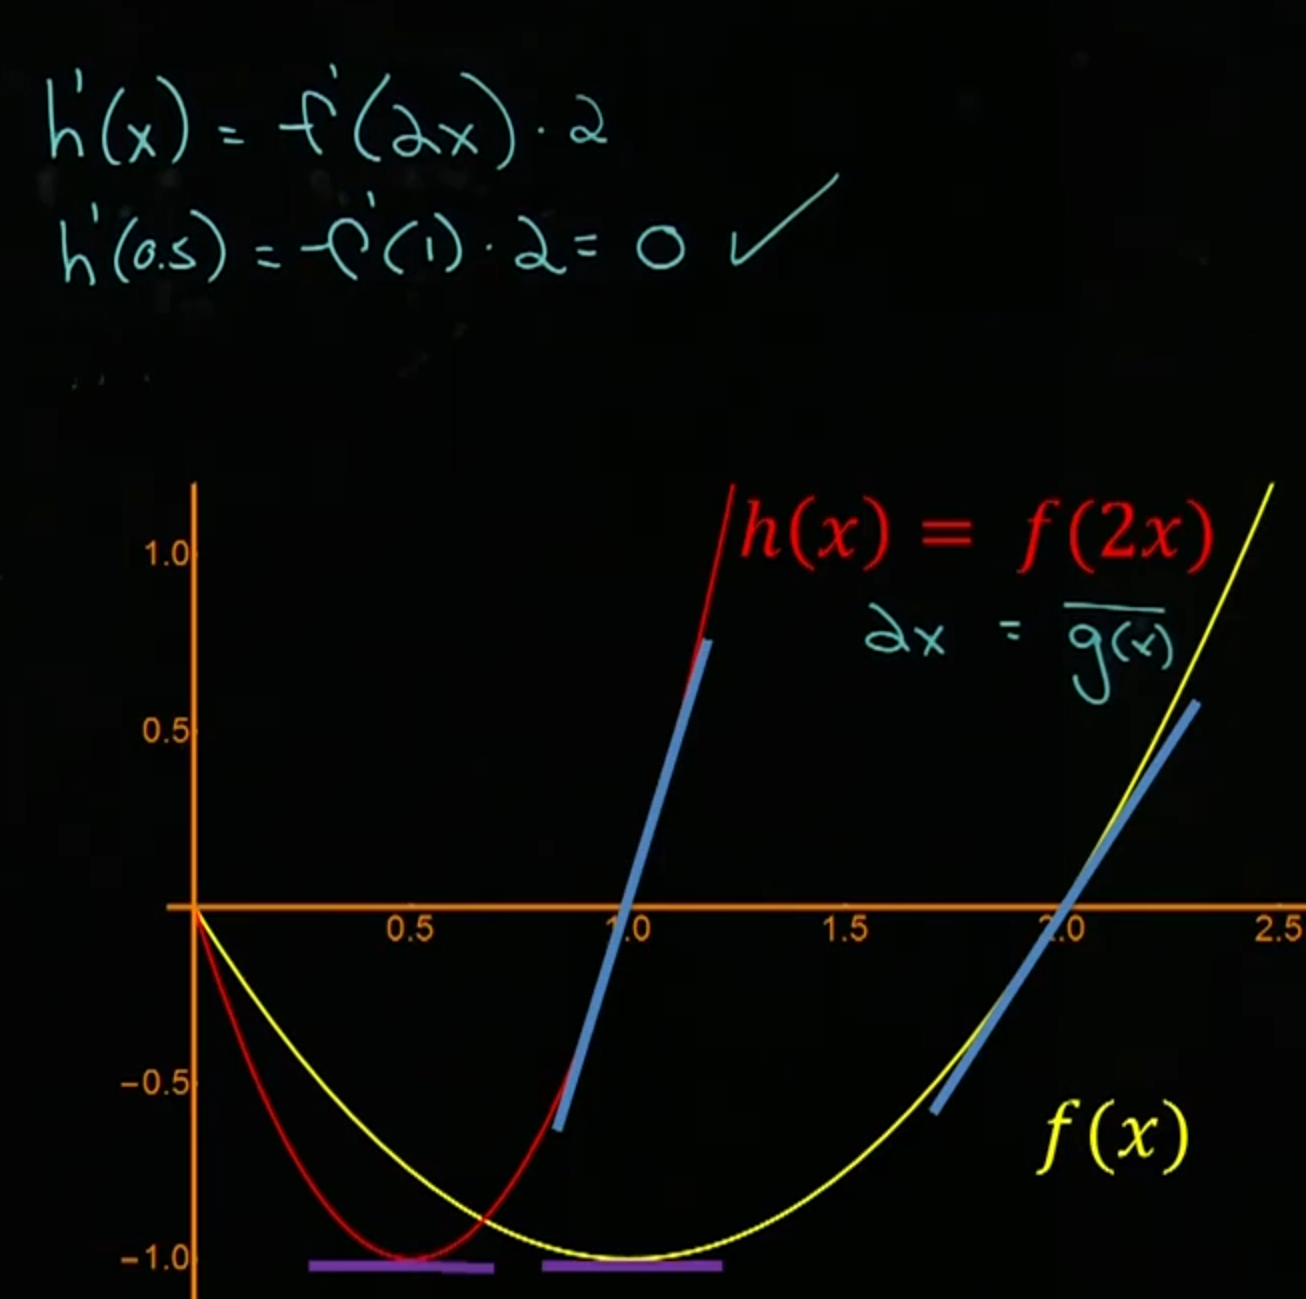 h'(x) = f'(2x) · 2
h'(0.5) = f'(1) · 2 = 0 ✓
h(x) = f(2x)
1.0
2x = g(x)
0.5
0.5 1.0 1.5 2.0 2.5
−0.5
f(x)
−1.0